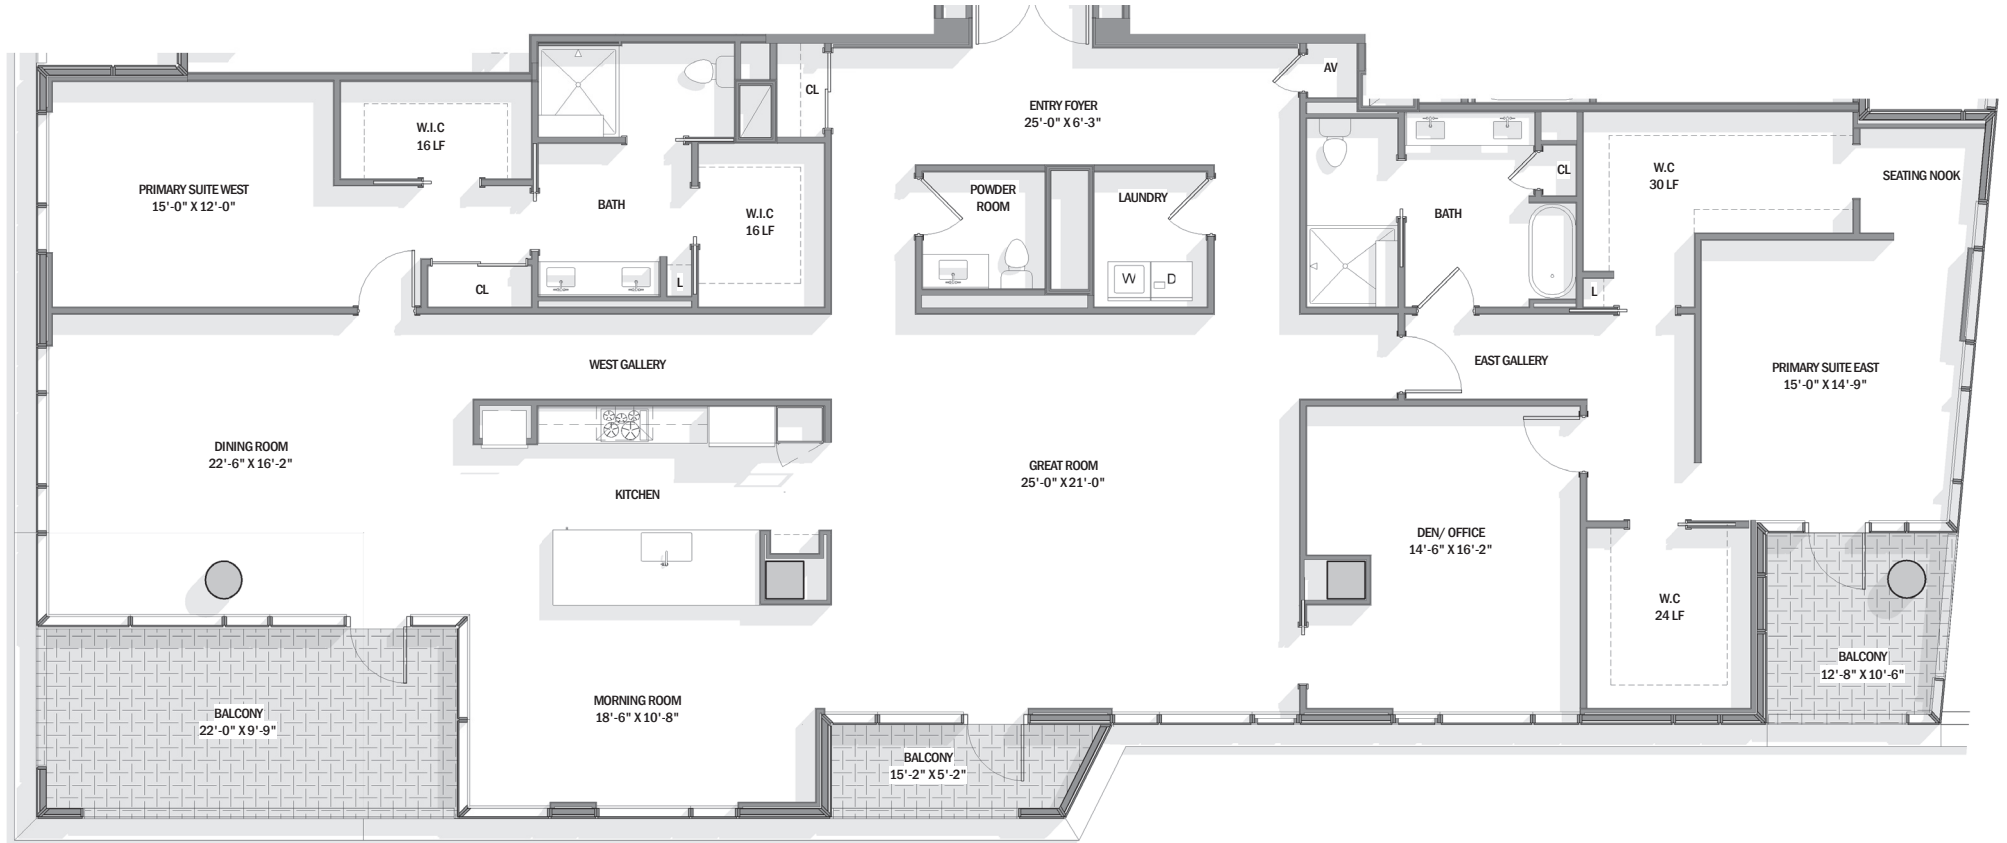 AV
CL
ENTRY FOYER
25'-0" X 6'-3"
W.I.C
16 LF
PRIMARY SUITE WEST
15'-0" X 12'-0"
BATH
W.I.C
16 LF
CL
L
POWDER
ROOM
LAUNDRY
W
D
BATH
CL
W.C
30 LF
L
SEATING NOOK
WEST GALLERY
EAST GALLERY
PRIMARY SUITE EAST
15'-0" X 14'-9"
DINING ROOM
22'-6" X 16'-2"
KITCHEN
GREAT ROOM
25'-0" X 21'-0"
DEN/ OFFICE
14'-6" X 16'-2"
W.C
24 LF
BALCONY
12'-8" X 10'-6"
MORNING ROOM
18'-6" X 10'-8"
BALCONY
22'-0" X 9'-9"
BALCONY
15'-2" X 5'-2"